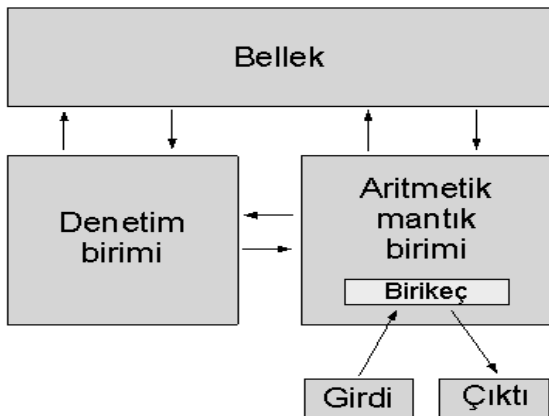 Bellek
Denetim
birimi
Aritmetik
mantık
birimi
Birikeç
Girdi
Çıktı